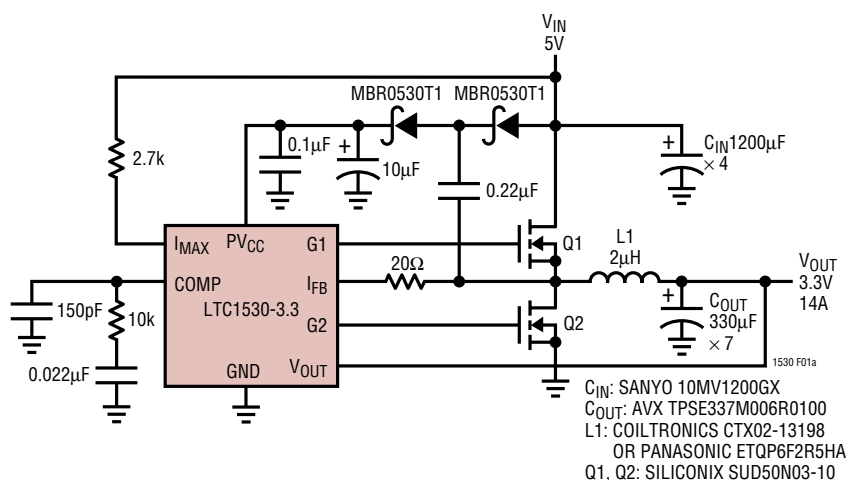 VIN
5V
MBR0530T1
MBR0530T1
2.7k
0.1µF
+
10µF
0.22µF
+
CIN1200µF
× 4
IMAX
PVCC
G1
Q1
L1
2µH
COMP
IFB
20Ω
VOUT
3.3V
14A
LTC1530-3.3
150pF
10k
G2
Q2
+
COUT
330µF
× 7
0.022µF
GND
VOUT
1530 F01a
CIN: SANYO 10MV1200GX
COUT: AVX TPSE337M006R0100
L1: COILTRONICS CTX02-13198
OR PANASONIC ETQP6F2R5HA
Q1, Q2: SILICONIX SUD50N03-10